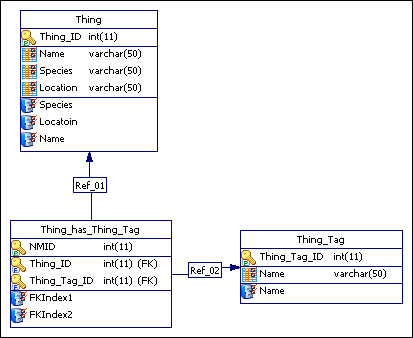 Thing
Thing_ID int(11)
Name varchar(50)
Species varchar(50)
Location varchar(50)
Species
Locatoin
Name
Ref_01
Thing_has_Thing_Tag
NMID int(11)
Thing_ID int(11) (FK)
Thing_Tag_ID int(11) (FK)
FKIndex1
FKIndex2
Ref_02
Thing_Tag
Thing_Tag_ID int(11)
Name varchar(50)
Name